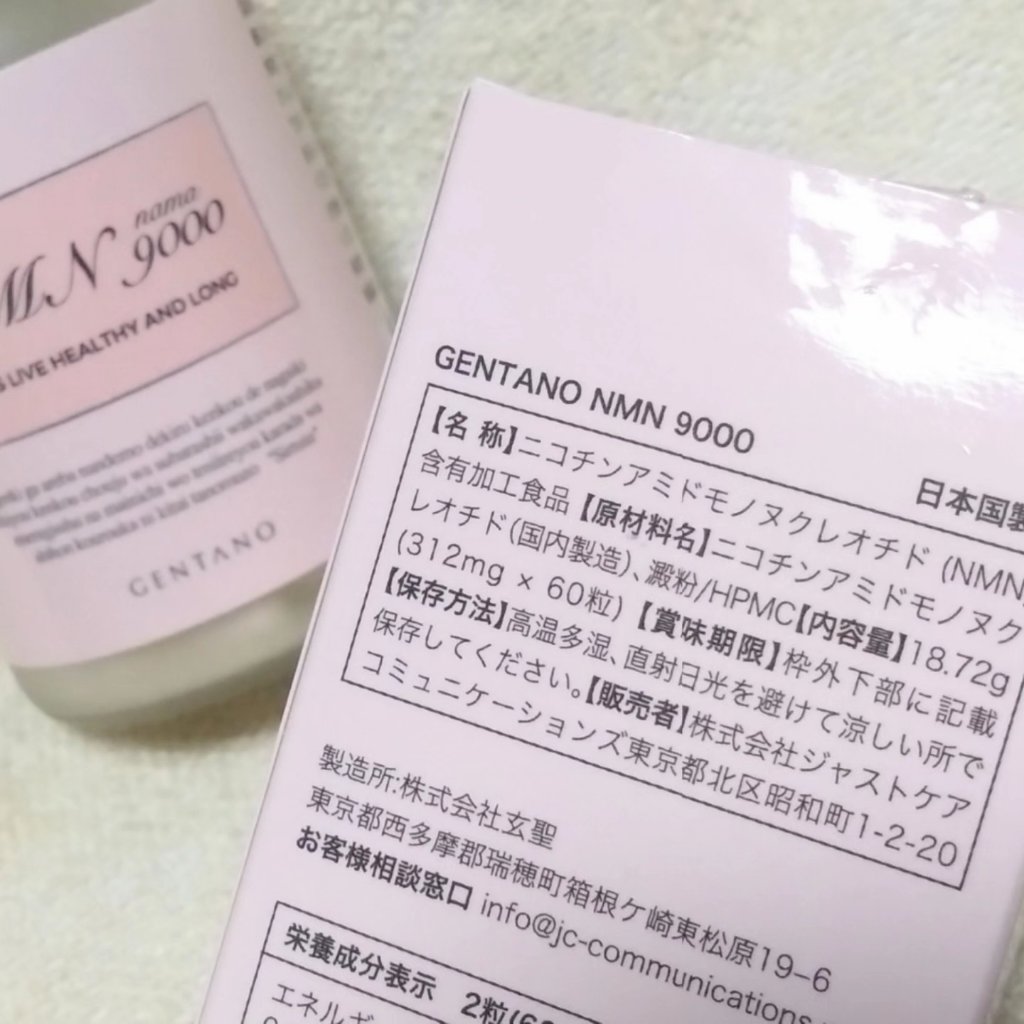 MN nama 9000
LIVE HEALTHY AND LONG
GENTANO
GENTANO NMN 9000
日本国製
【名 称】ニコチンアミドモノヌクレオチド (NMN
含有加工食品【原材料名】ニコチンアミドモノヌク
レオチド(国内製造)、澱粉/HPMC【内容量】18.72g
(312mg × 60粒)【賞味期限】枠外下部に記載
【保存方法】高温多湿、直射日光を避けて涼しい所で
保存してください。【販売者】株式会社ジャストケア
コミュニケーションズ東京都北区昭和町1-2-20
製造所:株式会社玄聖
東京都西多摩郡瑞穂町箱根ケ崎東松原19-6
お客様相談窓口 info@jc-communications
栄養成分表示 2粒(6
エネルギ